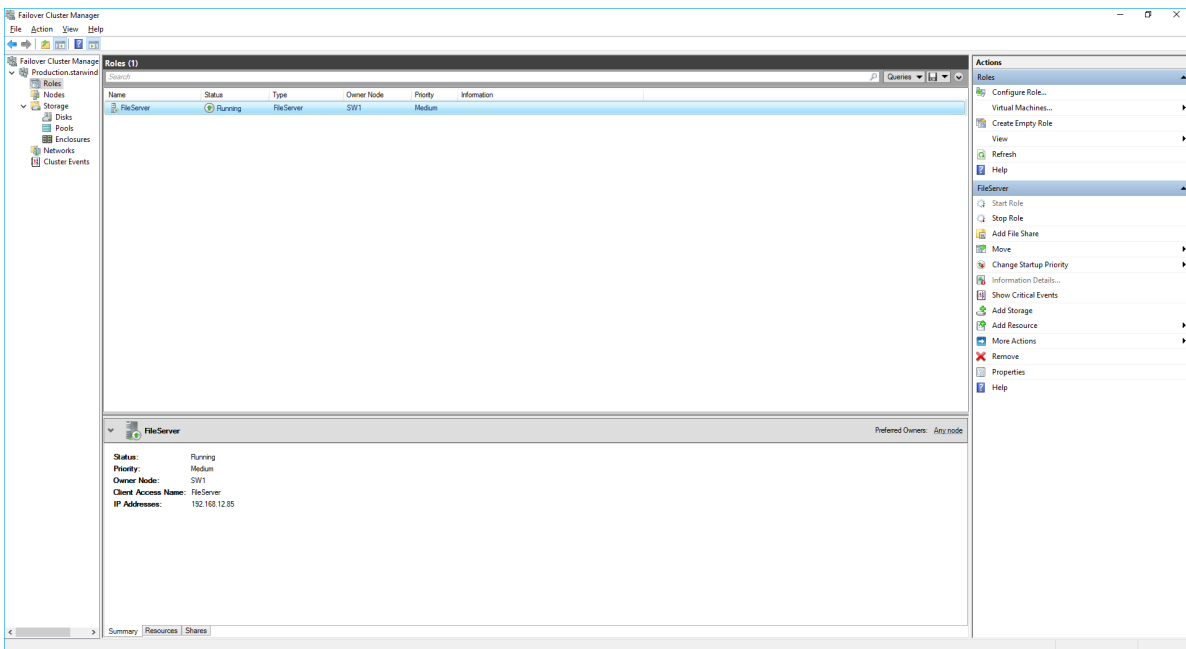 Failover Cluster Manager
File Action View Help
Failover Cluster Manage
Production.starwind
Roles
Nodes
Storage
Disks
Pools
Enclosures
Networks
Cluster Events
Roles (1)
Search
Queries
Name Status Type Owner Node Priority Information
FileServer Running FileServer SW1 Medium
FileServer
Preferred Owners: Any node
Status: Running
Priority: Medium
Owner Node: SW1
Client Access Name: FileServer
IP Addresses: 192.168.12.85
Summary Resources Shares
Actions
Roles
Configure Role...
Virtual Machines...
Create Empty Role
View
Refresh
Help
FileServer
Start Role
Stop Role
Add File Share
Move
Change Startup Priority
Information Details...
Show Critical Events
Add Storage
Add Resource
More Actions
Remove
Properties
Help